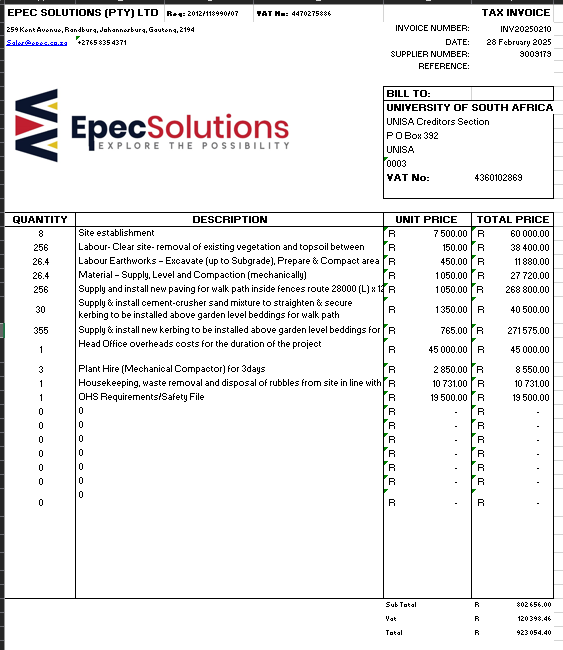 EPEC SOLUTIONS (PTY) LTD Reg: 2012/118990/07 VAT No: 4470275886 TAX INVOICE
259 Kent Avenue, Randburg, Johannesburg, Gauteng, 2194 INVOICE NUMBER: INV20250210
Sales@epec.co.za +2765 835 4371 DATE: 28 February 2025
SUPPLIER NUMBER: 9009179
REFERENCE:
EpecSolutions
EXPLORE THE POSSIBILITY
BILL TO:
UNIVERSITY OF SOUTH AFRICA
UNISA Creditors Section
P O Box 392
UNISA
0003
VAT No: 4360102869
QUANTITY DESCRIPTION UNIT PRICE TOTAL PRICE
8 Site establishment R 7 500.00 R 60 000.00
256 Labour- Clear site- removal of existing vegetation and topsoil between R 150.00 R 38 400.00
26.4 Labour Earthworks – Excavate (up to Subgrade), Prepare & Compact area R 450.00 R 11 880.00
26.4 Material – Supply, Level and Compaction (mechanically) R 1 050.00 R 27 720.00
256 Supply and install new paving for walk path inside fences route 28000 (L) x 12 R 1 050.00 R 268 800.00
30 Supply & install cement-crusher sand mixture to straighten & secure
kerbing to be installed above garden level beddings for walk path R 1 350.00 R 40 500.00
355 Supply & install new kerbing to be installed above garden level beddings for R 765.00 R 271 575.00
1 Head Office overheads costs for the duration of the project R 45 000.00 R 45 000.00
3 Plant Hire (Mechanical Compactor) for 3days R 2 850.00 R 8 550.00
1 Housekeeping, waste removal and disposal of rubbles from site in line with R 10 731.00 R 10 731.00
1 OHS Requirements/Safety File R 19 500.00 R 19 500.00
0 0 R - R -
0 0 R - R -
0 0 R - R -
0 0 R - R -
0 0 R - R -
0 0 R - R -
0 0 R - R -
Sub Total R 802 656.00
Vat R 120 398.46
Total R 923 054.40